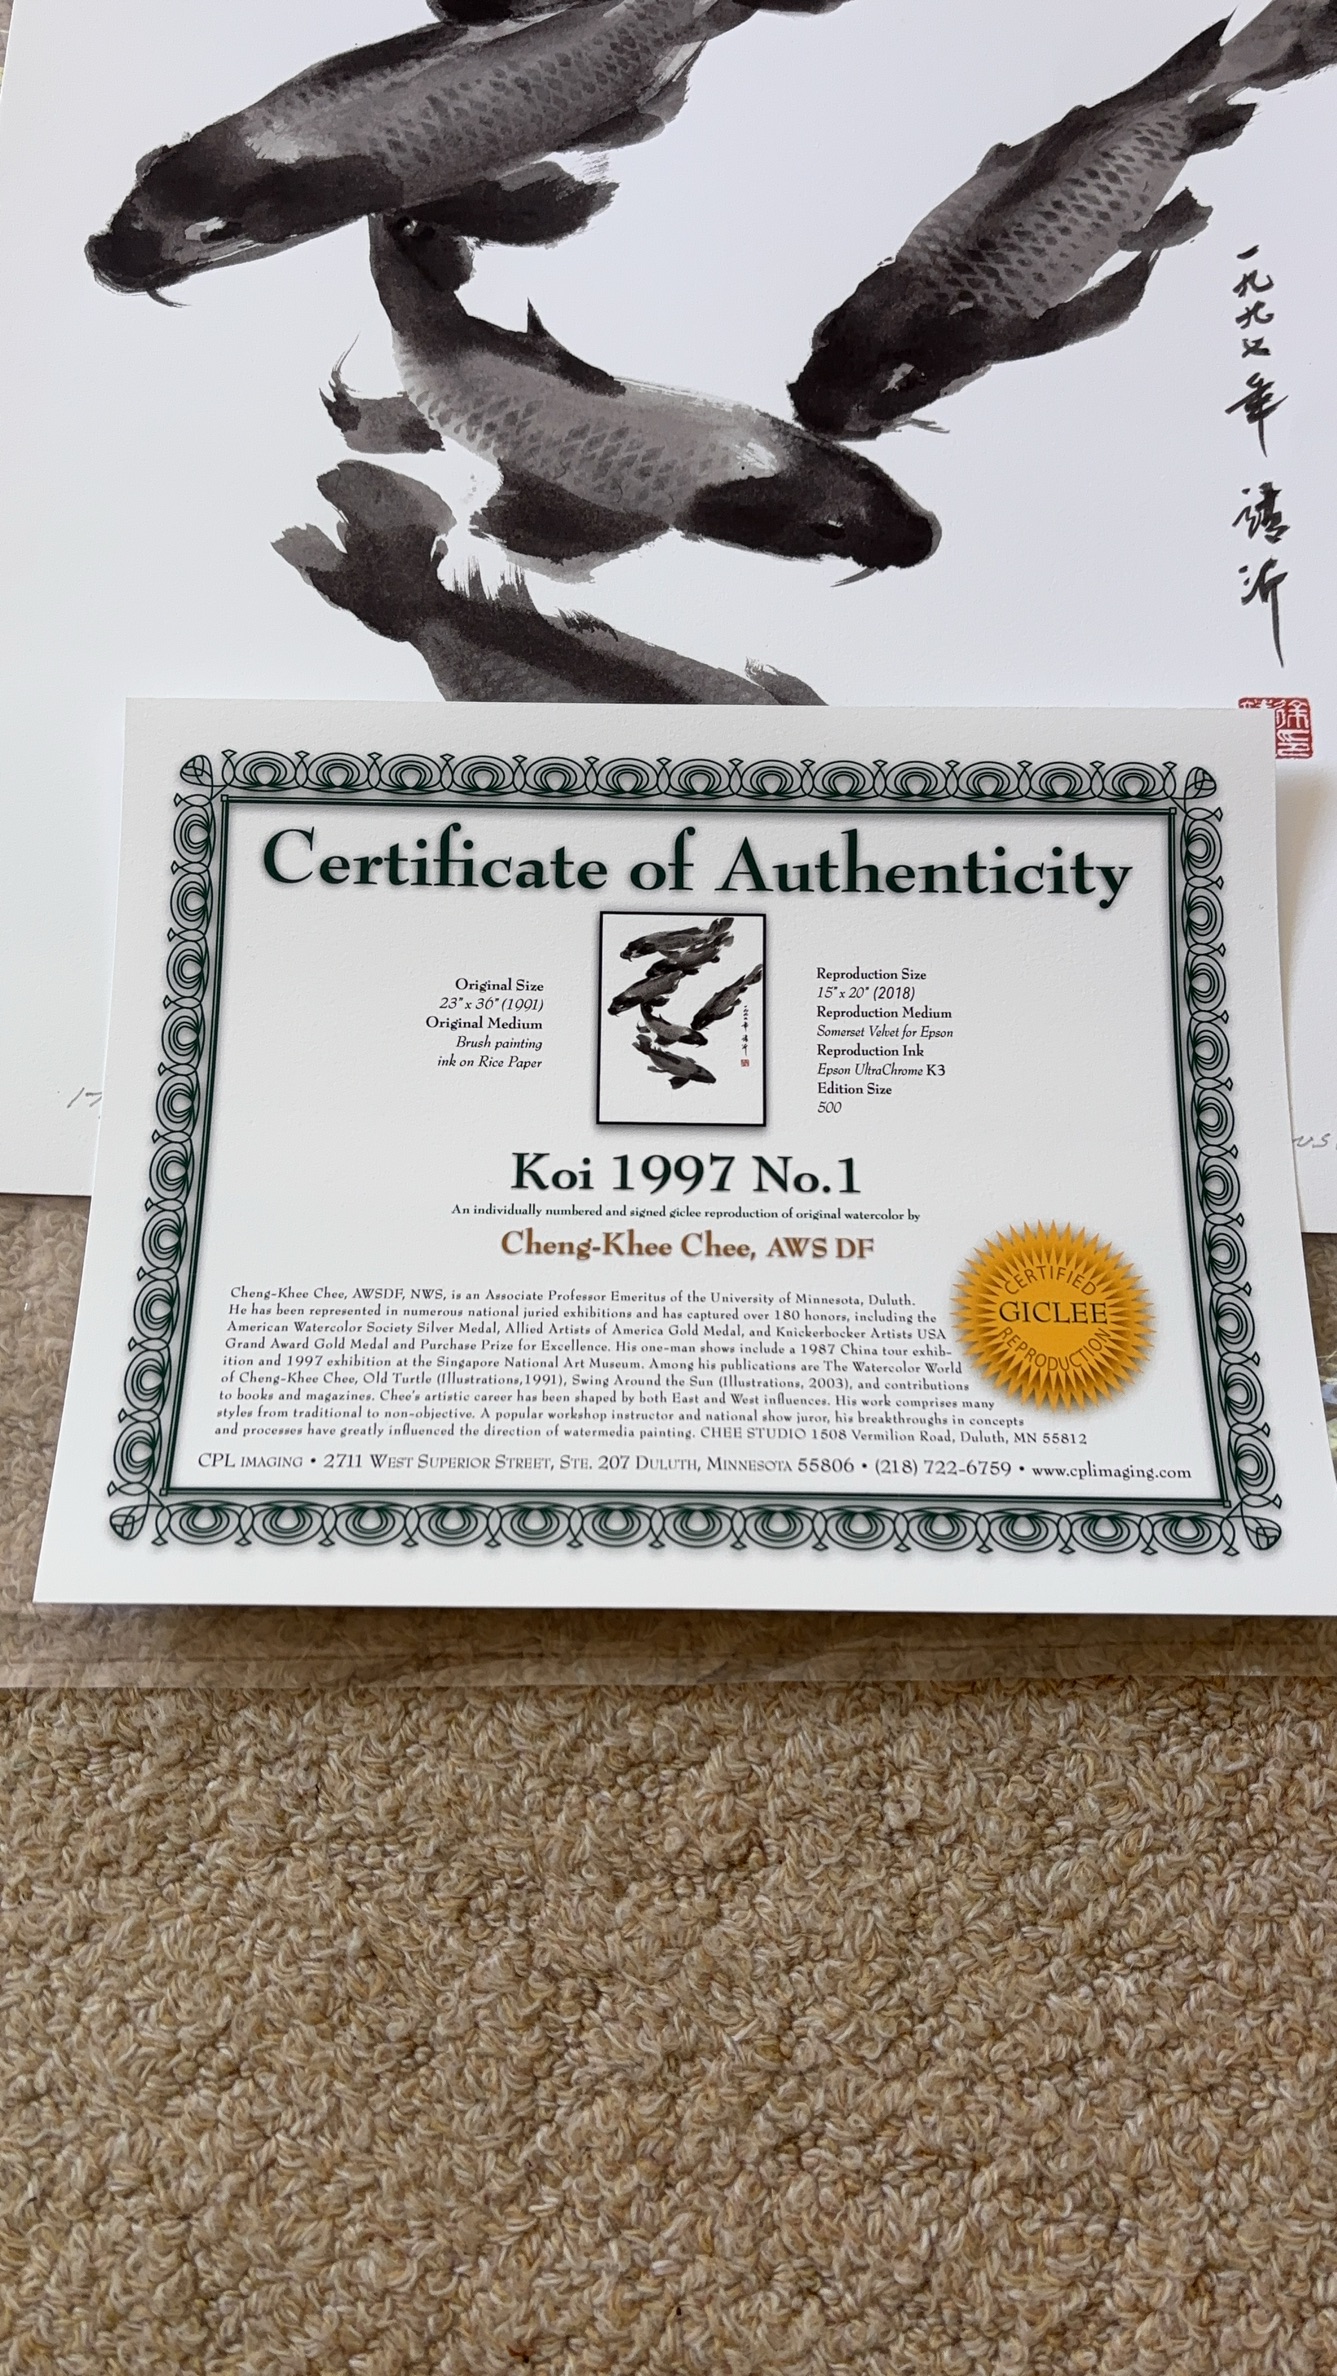 一九九七年 靖沂
Certificate of Authenticity
Original Size
23"x 36" (1991)
Original Medium
Brush painting
ink on Rice Paper
Reproduction Size
15"x 20" (2018)
Reproduction Medium
Somerset Velvet for Epson
Reproduction Ink
Epson UltraChrome K3
Edition Size
500
Koi 1997 No.1
An individually numbered and signed giclee reproduction of original watercolor by
Cheng-Khee Chee, AWS DF
CERTIFIED
GICLEE
REPRODUCTION
Cheng-Khee Chee, AWSDF, NWS, is an Associate Professor Emeritus of the University of Minnesota, Duluth.
He has been represented in numerous national juried exhibitions and has captured over 180 honors, including the
American Watercolor Society Silver Medal, Allied Artists of America Gold Medal, and Knickerbocker Artists USA
Grand Award Gold Medal and Purchase Prize for Excellence. His one-man shows include a 1987 China tour exhib-
ition and 1997 exhibition at the Singapore National Art Museum. Among his publications are The Watercolor World
of Cheng-Khee Chee, Old Turtle (Illustrations,1991), Swing Around the Sun (Illustrations, 2003), and contributions
to books and magazines. Chee's artistic career has been shaped by both East and West influences. His work comprises many
styles from traditional to non-objective. A popular workshop instructor and national show juror, his breakthroughs in concepts
and processes have greatly influenced the direction of watermedia painting. CHEE STUDIO 1508 Vermilion Road, Duluth, MN 55812
CPL IMAGING • 2711 WEST SUPERIOR STREET, STE. 207 DULUTH, MINNESOTA 55806 • (218) 722-6759 • www.cplimaging.com